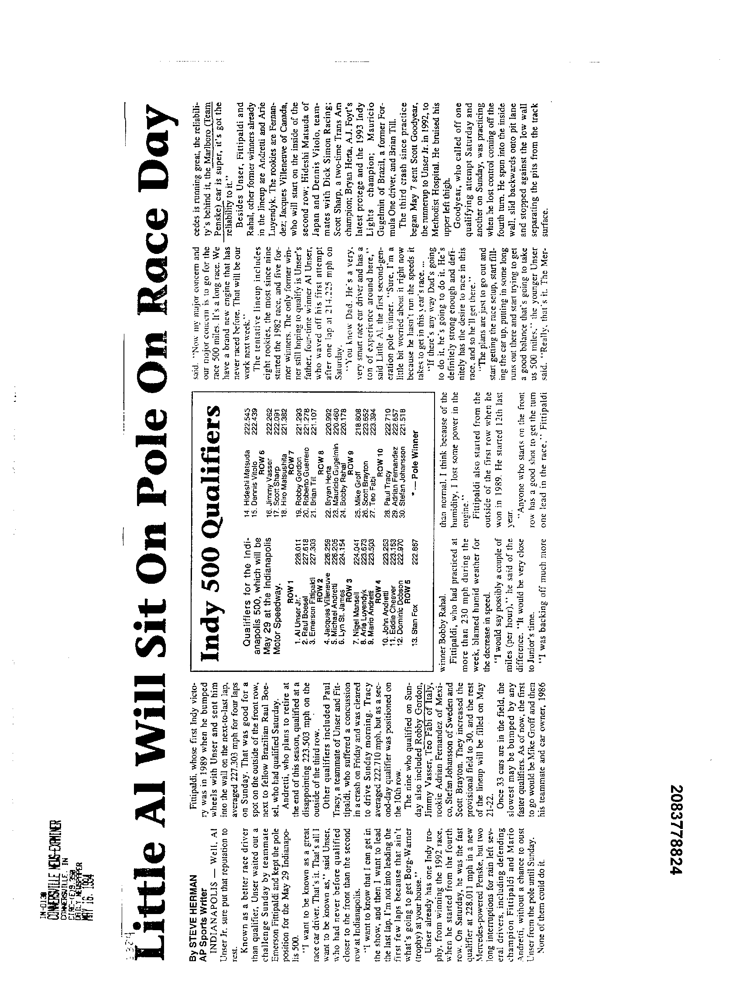 IN-010W
CONNERSVILLE NEWS-EXAMINER
CONNERSVILLE, IN
DAILY NEWSPAPER
MAY 16, 1994
Little Al Will Sit On Pole On Race Day
By STEVE HERMAN
AP Sports Writer
INDIANAPOLIS — Well, Al
Unser Jr. sure put that reputation to
rest.
Known as a better race driver
than qualifier, Unser waited out a
challenge Sunday by teammate
Emerson Fittipaldi and kept the pole
position for the May 29 Indianapo-
lis 500.
"I want to be known as a great
race car driver. That's it. That's all I
want to be known as," said Unser,
who had never before qualified
closer to the front than the second
row at Indianapolis.
"I want to know that I can get in
the show, and then I want to lead
the last lap. I'm not into leading the
first few laps because that ain't
what's going to get Borg-Warner
(trophy) at your house."
Unser already has one Indy tro-
phy, from winning the 1992 race,
when he started from the fourth
row. On Saturday, he was the fast
qualifier at 228.011 mph in a new
Mercedes-powered Penske, but two
long interruptions for rain left sev-
eral drivers, including defending
champion Fittipaldi and Mario
Andretti, without a chance to oust
Unser from the pole until Sunday.
None of them could do it.
Fittipaldi, whose first Indy victo-
ry was in 1989 when he bumped
wheels with Unser and sent him
into the wall on the next-to-last lap,
averaged 227.303 mph for four laps
on Sunday. That was good for a
spot on the outside of the front row,
next to fellow Brazilian Raul Boe-
sel, who had qualified Saturday.
Andretti, who plans to retire at
the end of this season, qualified at a
disappointing 223.503 mph on the
outside of the third row.
Other qualifiers included Paul
Tracy, a teammate of Unser and Fit-
tipaldi, who suffered a concussion
in a crash on Friday and was cleared
to drive Sunday morning. Tracy
averaged 222.710 mph, but as a sec-
ond-day qualifier was positioned on
the 10th row.
The nine who qualified on Sun-
day also included Robby Gordon,
Jimmy Vasser, Teo Fabi of Italy,
rookie Adrian Fernandez of Mexi-
co, Stefan Johansson of Sweden and
Scott Brayton. They increased the
provisional field to 30, and the rest
of the lineup will be filled on May
21-22.
Once 33 cars are in the field, the
slowest may be bumped by any
faster qualifiers. As of now, the first
to go would be Mike Groff and then
his teammate and car owner, 1986
Indy 500 Qualifiers
Qualifiers for the Indi-
anapolis 500, which will be
May 29 at the Indianapolis
Motor Speedway.
ROW 1
1. Al Unser Jr.* 228.011
2. Raul Boesel 227.618
3. Emerson Fittipaldi 227.303
ROW 2
4. Jacques Villeneuve 226.259
5. Michael Andretti 226.205
6. Lyn St. James 224.154
ROW 3
7. Nigel Mansell 224.041
8. Arie Luyendyk 223.673
9. Mario Andretti 223.503
ROW 4
10. John Andretti 223.263
11. Eddie Cheever 223.163
12. Dominic Dobson 222.970
ROW 5
13. Stan Fox 222.867
14. Hideshi Matsuda 222.545
15. Dennis Vitolo 222.439
ROW 6
16. Jimmy Vasser 222.262
17. Scott Sharp 222.091
18. Hiro Matsushita 221.382
ROW 7
19. Robby Gordon 221.293
20. Roberto Guerrero 221.278
21. Brian Till 221.107
ROW 8
22. Bryan Herta 220.992
23. Mauricio Gugelmin 220.460
24. Bobby Rahal 220.178
ROW 9
25. Mike Groff 218.808
26. Scott Brayton 223.652
27. Teo Fabi 223.394
ROW 10
28. Paul Tracy 222.710
29. Adrian Fernandez 222.657
30. Stefan Johansson 221.518
* — Pole Winner
winner Bobby Rahal.
Fittipaldi, who had practiced at
more than 230 mph during the
week, blamed humid weather for
the decrease in speed.
"I would say possibly a couple of
miles (per hour)," he said of the
difference. "It would be very close
to Junior's time.
"I was backing off much more
than normal. I think because of the
humidity, I lost some power in the
engine."
Fittipaldi also started from the
outside of the first row when he
won in 1989. He started 12th last
year.
"Anyone who starts on the front
row has a good shot to get the turn
one lead in the race," Fittipaldi
said. "Now my major concern and
our major concern is to go for the
race 500 miles. It's a long race. We
have a brand new engine that has
never raced before. That will be our
work next week."
The tentative lineup includes
eight rookies, the most since nine
started the 1982 race, and five for-
mer winners. The only former win-
ner still hoping to qualify is Unser's
father, four-time winner Al Unser,
who waved off his first attempt
after one lap at 214.225 mph on
Saturday.
"You know Dad. He's a very,
very smart race car driver and has a
ton of experience around here,"
said Little Al, the first second-gen-
eration pole winner. "Sure, I'm a
little bit worried about it right now
because he hasn't run the speeds it
takes to get in this year's race. ...
"If there's any way Dad's going
to do it, he's going to do it. He's
definitely strong enough and defi-
nitely has the desire to race in this
race, and so he'll get there."
"The plans are just to go out and
start getting the race setup, start fill-
ing the car up, putting in some long
runs out there and start trying to get
a good balance that's going to take
us 500 miles," the younger Unser
said. "Really, that's it. The Mer-
cedes is running great, the reliabili-
ty's behind it, the Marlboro (Team
Penske) car is super, it's got the
reliability to it."
Besides Unser, Fittipaldi and
Rahal, other former winners already
in the lineup are Andretti and Arie
Luyendyk. The rookies are Fernan-
dez; Jacques Villeneuve of Canada,
who will start on the inside of the
second row; Hideshi Matsuda of
Japan and Dennis Vitolo, team-
mates with Dick Simon Racing;
Scott Sharp, a two-time Trans Am
champion; Bryan Herta, A.J. Foyt's
latest protege and the 1993 Indy
Lights champion; Mauricio
Gugelmin of Brazil, a former For-
mula One driver, and Brian Till.
The third crash since practice
began May 7 sent Scott Goodyear,
the runnerup to Unser Jr. in 1992, to
Methodist Hospital. He bruised his
upper left thigh.
Goodyear, who called off one
qualifying attempt Saturday and
another on Sunday, was practicing
when he lost control coming off the
fourth turn. He spun into the inside
wall, slid backwards onto pit lane
and stopped against the low wall
separating the pits from the track
surface.
2083778824